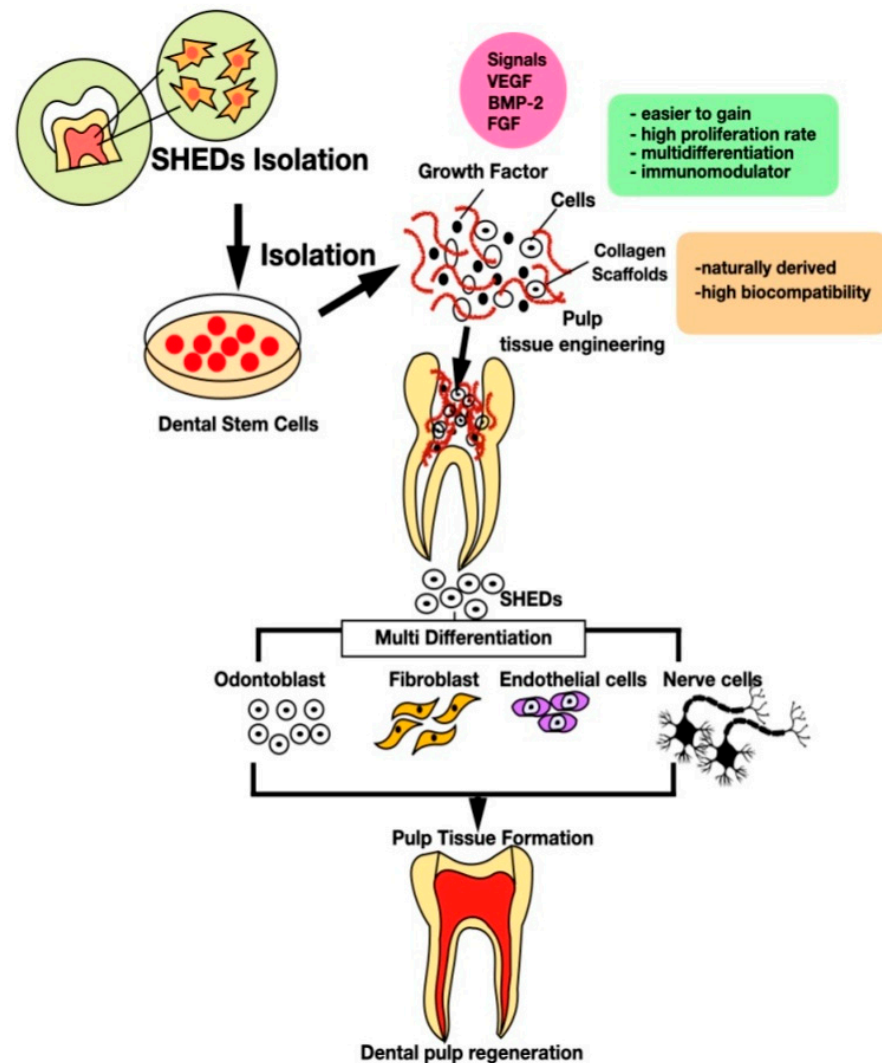 Signals
VEGF
BMP-2
FGF
- easier to gain
- high proliferation rate
- multidifferentiation
- immunomodulator
SHEDs Isolation
Growth Factor
Cells
Isolation
Collagen
Scaffolds
-naturally derived
-high biocompatibility
Pulp
tissue engineering
Dental Stem Cells
SHEDs
Multi Differentiation
Odontoblast
Fibroblast
Endothelial cells
Nerve cells
Pulp Tissue Formation
Dental pulp regeneration